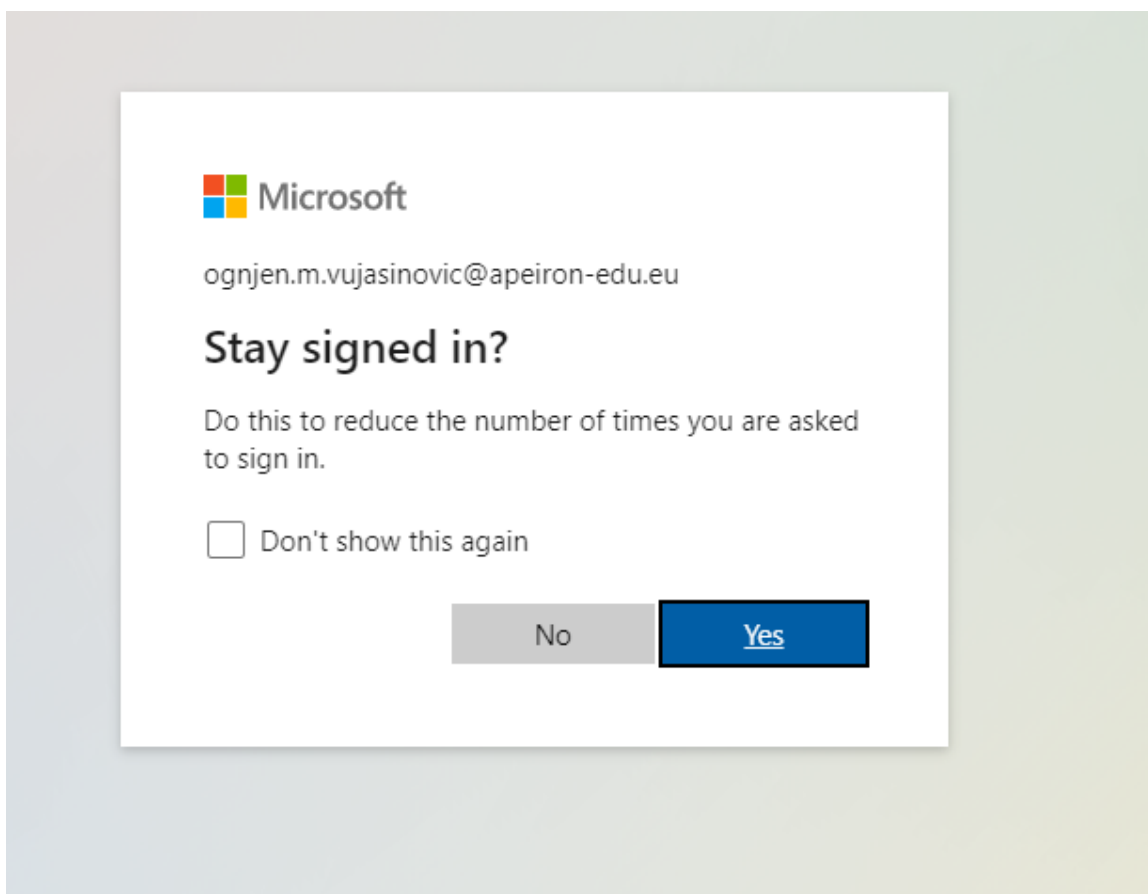 Microsoft
ognjen.m.vujasinovic@apeiron-edu.eu
Stay signed in?
Do this to reduce the number of times you are asked
to sign in.
Don't show this again
No
Yes